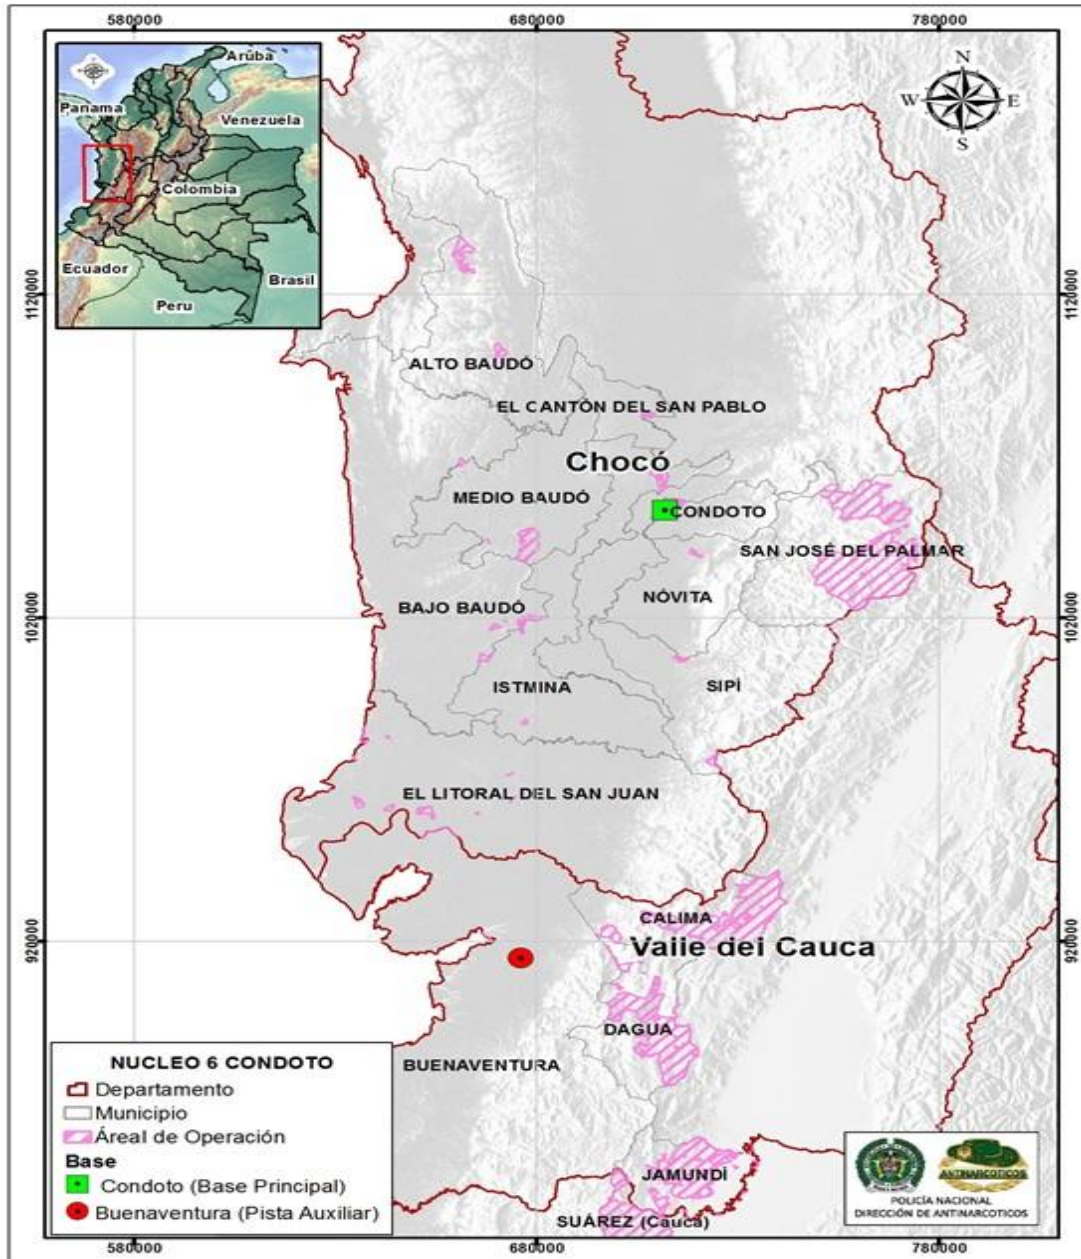 580000
680000
780000
Aruba
Panama
Venezuela
Colombia
Ecuador
Brasil
Peru
N
W
E
S
1120000
1120000
ALTO BAUDÓ
EL CANTÓN DEL SAN PABLO
Chocó
MEDIO BAUDÓ
CONDOTO
SAN JOSÉ DEL PALMAR
NÓVITA
BAJO BAUDÓ
1020000
1020000
ISTMINA
SIPÍ
EL LITORAL DEL SAN JUAN
CALIMA
Valle del Cauca
920000
920000
DAGUA
BUENAVENTURA
JAMUNDÍ
SUÁREZ (Cauca)
NUCLEO 6 CONDOTO
Departamento
Municipio
Áreal de Operación
Base
Condoto (Base Principal)
Buenaventura (Pista Auxiliar)
ANTINARCOTICOS
POLICÍA NACIONAL
DIRECCIÓN DE ANTINARCOTICOS
580000
680000
780000